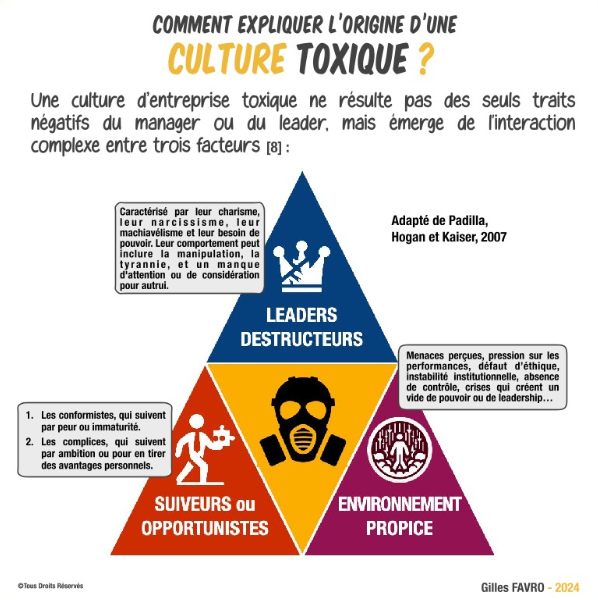 COMMENT EXPLIQUER L'ORIGINE D'UNE
CULTURE TOXIQUE ?
Une culture d'entreprise toxique ne résulte pas des seuls traits
négatifs du manager ou du leader, mais émerge de l'interaction
complexe entre trois facteurs [8] :
Caractérisé par leur charisme,
leur narcissisme, leur
machiavélisme et leur besoin de
pouvoir. Leur comportement peut
inclure la manipulation, la
tyrannie, et un manque
d'attention ou de considération
pour autrui.
Adapté de Padilla,
Hogan et Kaiser, 2007
LEADERS
DESTRUCTEURS
Menaces perçues, pression sur les
performances, défaut d'éthique,
instabilité institutionnelle, absence
de contrôle, crises qui créent un
vide de pouvoir ou de leadership...
1. Les conformistes, qui suivent
par peur ou immaturité.
2. Les complices, qui suivent
par ambition ou pour en tirer
des avantages personnels.
SUIVEURS ou
OPPORTUNISTES
ENVIRONNEMENT
PROPICE
©Tous Droits Réservés
Gilles FAVRO - 2024